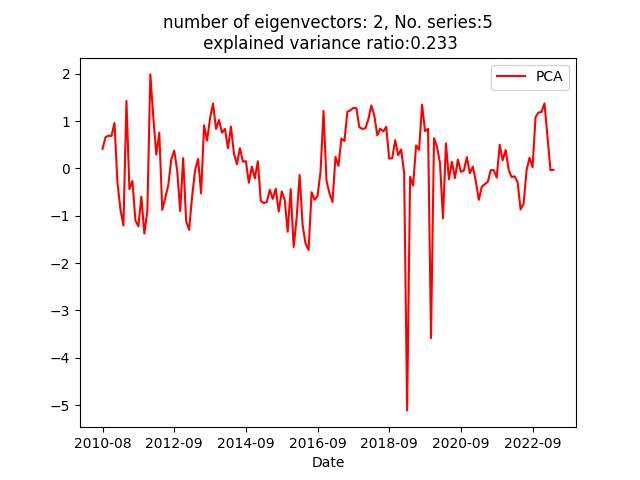 number of eigenvectors: 2, No. series:5
explained variance ratio:0.233
PCA
2
1
0
−1
−2
−3
−4
−5
2010-08 2012-09 2014-09 2016-09 2018-09 2020-09 2022-09
Date